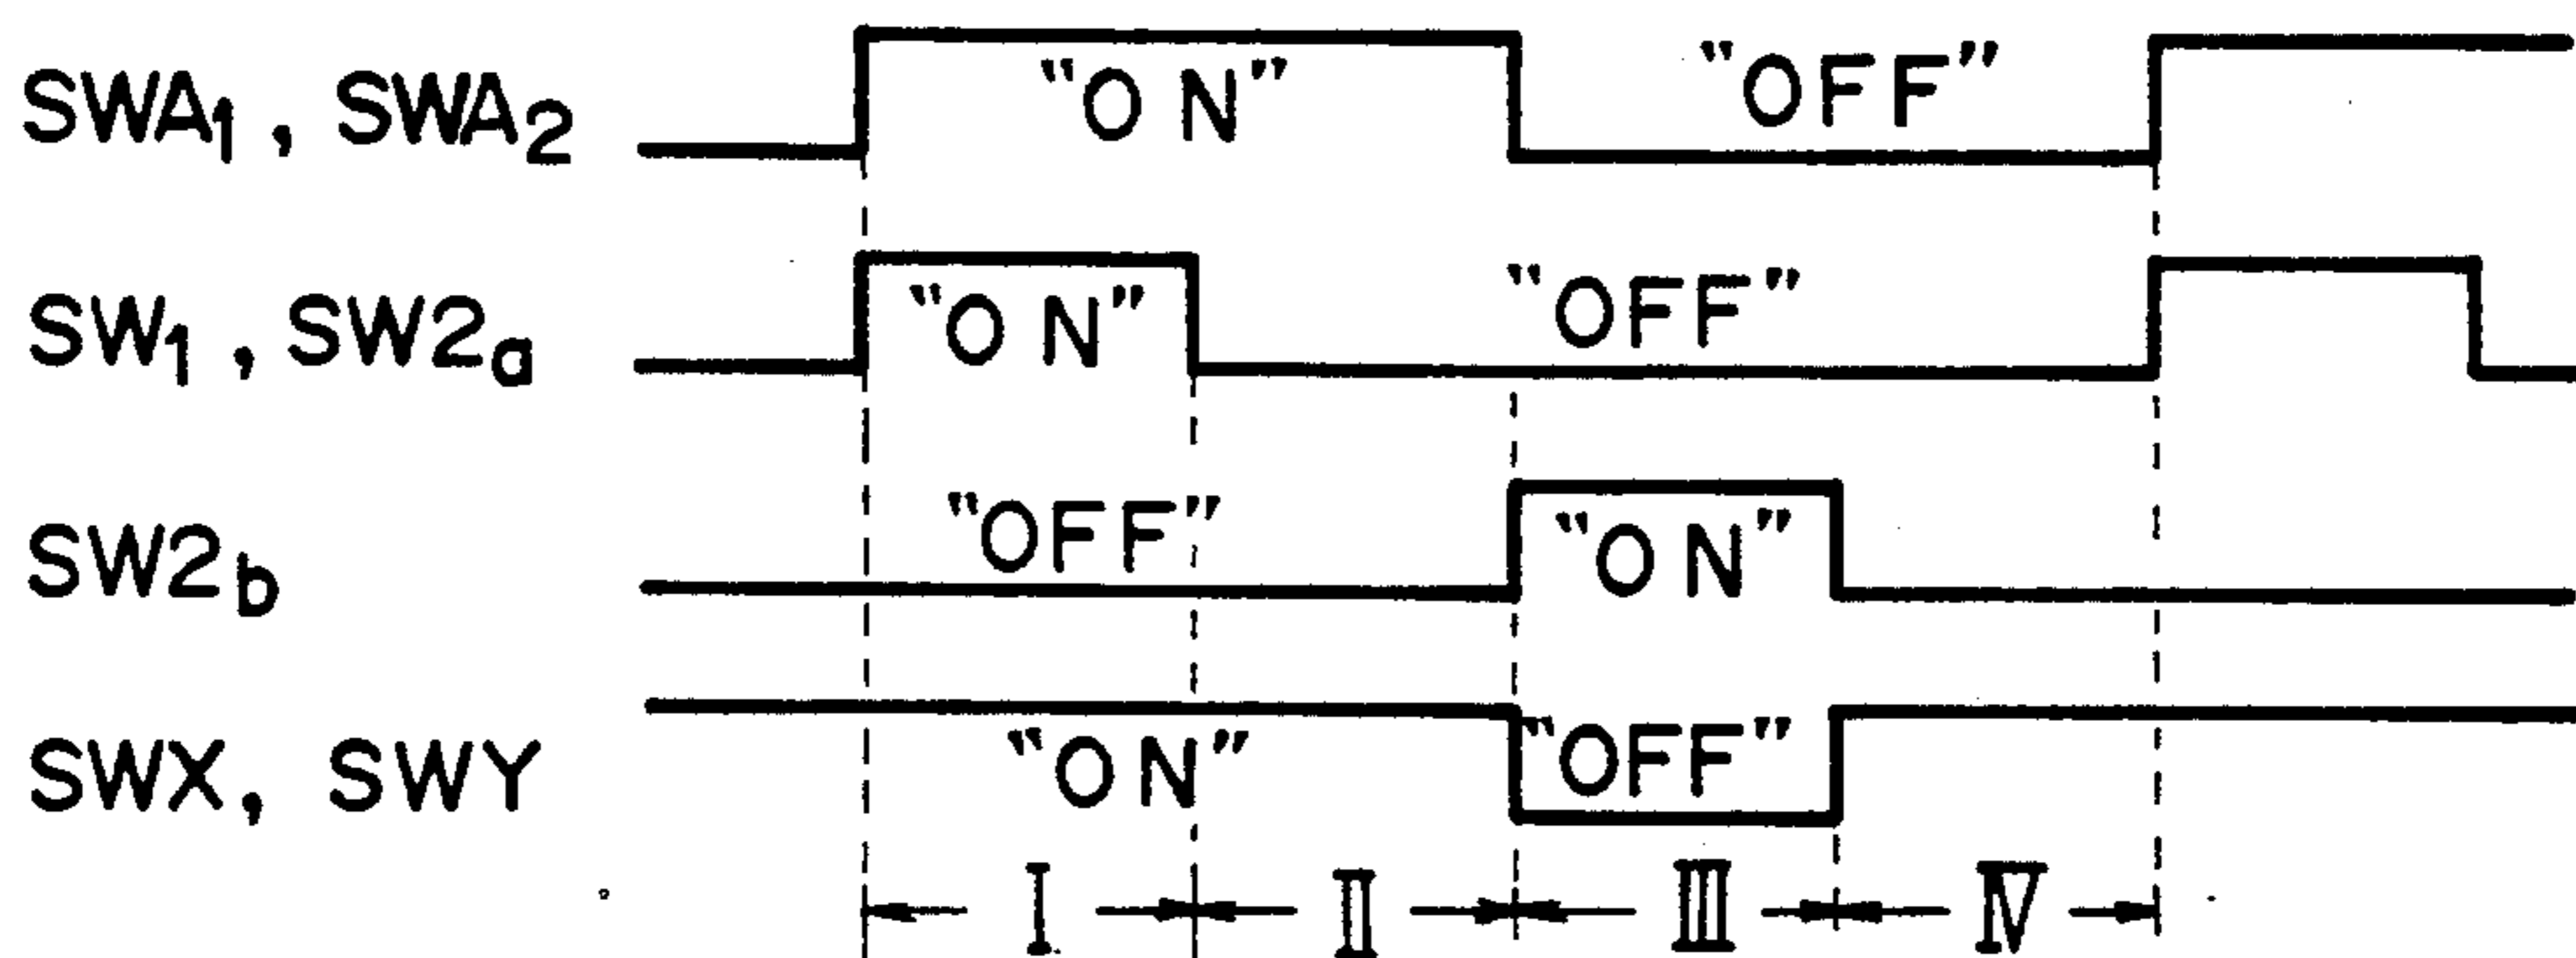 SWA₁, SWA₂ "ON" "OFF"
SW₁, SW2ₐ "ON" "OFF"
SW2b "OFF" "ON"
SWX, SWY "ON" "OFF"
I II III IV